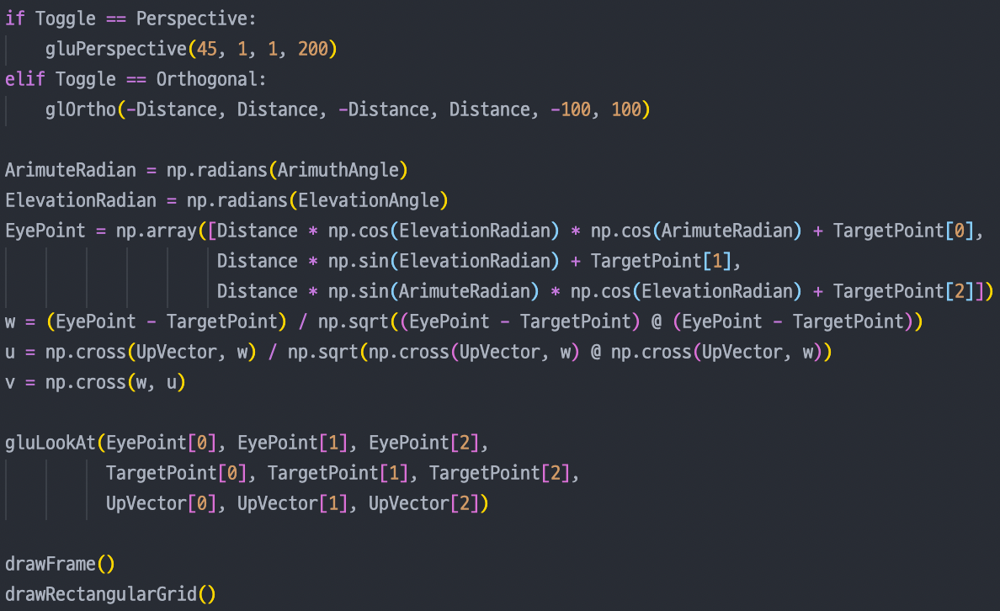 if Toggle == Perspective:
gluPerspective(45, 1, 1, 200)
elif Toggle == Orthogonal:
glOrtho(-Distance, Distance, -Distance, Distance, -100, 100)
ArimuteRadian = np.radians(ArimuthAngle)
ElevationRadian = np.radians(ElevationAngle)
EyePoint = np.array([Distance * np.cos(ElevationRadian) * np.cos(ArimuteRadian) + TargetPoint[0],
Distance * np.sin(ElevationRadian) + TargetPoint[1],
Distance * np.sin(ArimuteRadian) * np.cos(ElevationRadian) + TargetPoint[2]])
w = (EyePoint - TargetPoint) / np.sqrt((EyePoint - TargetPoint) @ (EyePoint - TargetPoint))
u = np.cross(UpVector, w) / np.sqrt(np.cross(UpVector, w) @ np.cross(UpVector, w))
v = np.cross(w, u)
gluLookAt(EyePoint[0], EyePoint[1], EyePoint[2],
TargetPoint[0], TargetPoint[1], TargetPoint[2],
UpVector[0], UpVector[1], UpVector[2])
drawFrame()
drawRectangularGrid()